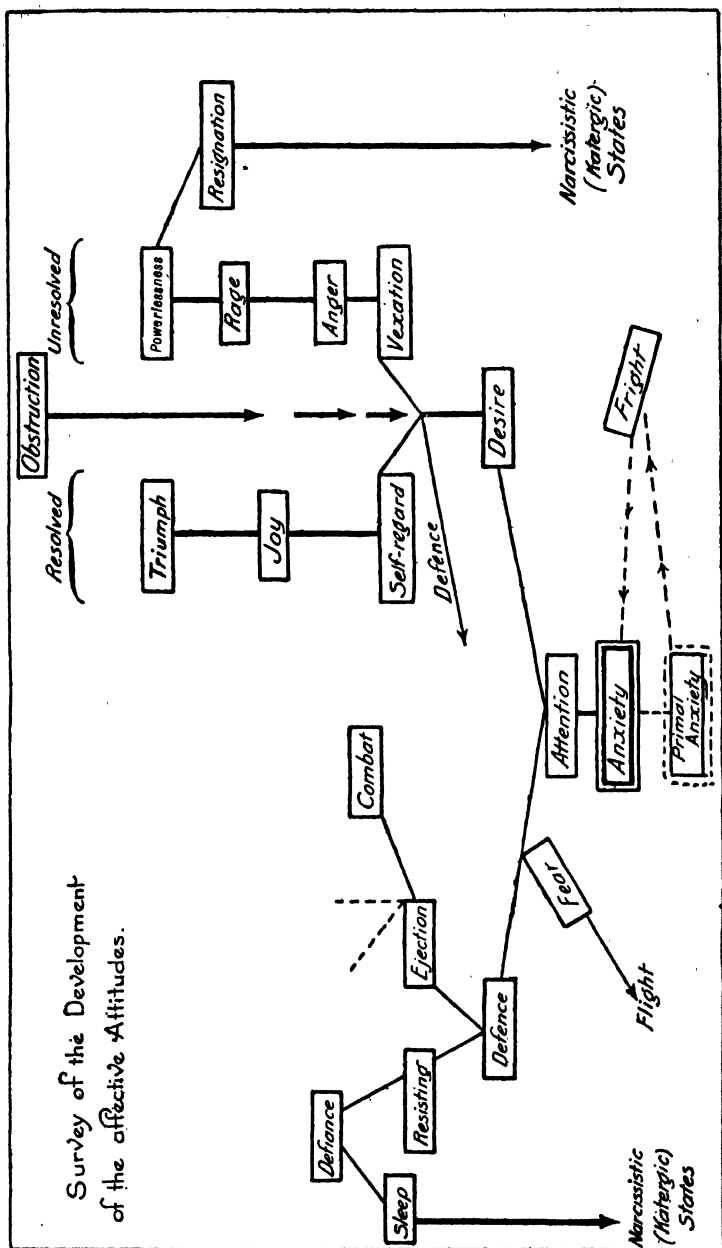 Survey of the Development
of the affective Attitudes.
Obstruction
Resolved
Unresolved
Triumph
Powerlessness
Resignation
Joy
Rage
Anger
Defiance
Combat
Self-regard
Vexation
Sleep
Resisting
Ejection
Defence
Defence
Desire
Attention
Fear
Anxiety
Fright
Primal
Anxiety
Flight
Narcissistic
(Katergic)
States
Narcissistic
(Katergic)
States